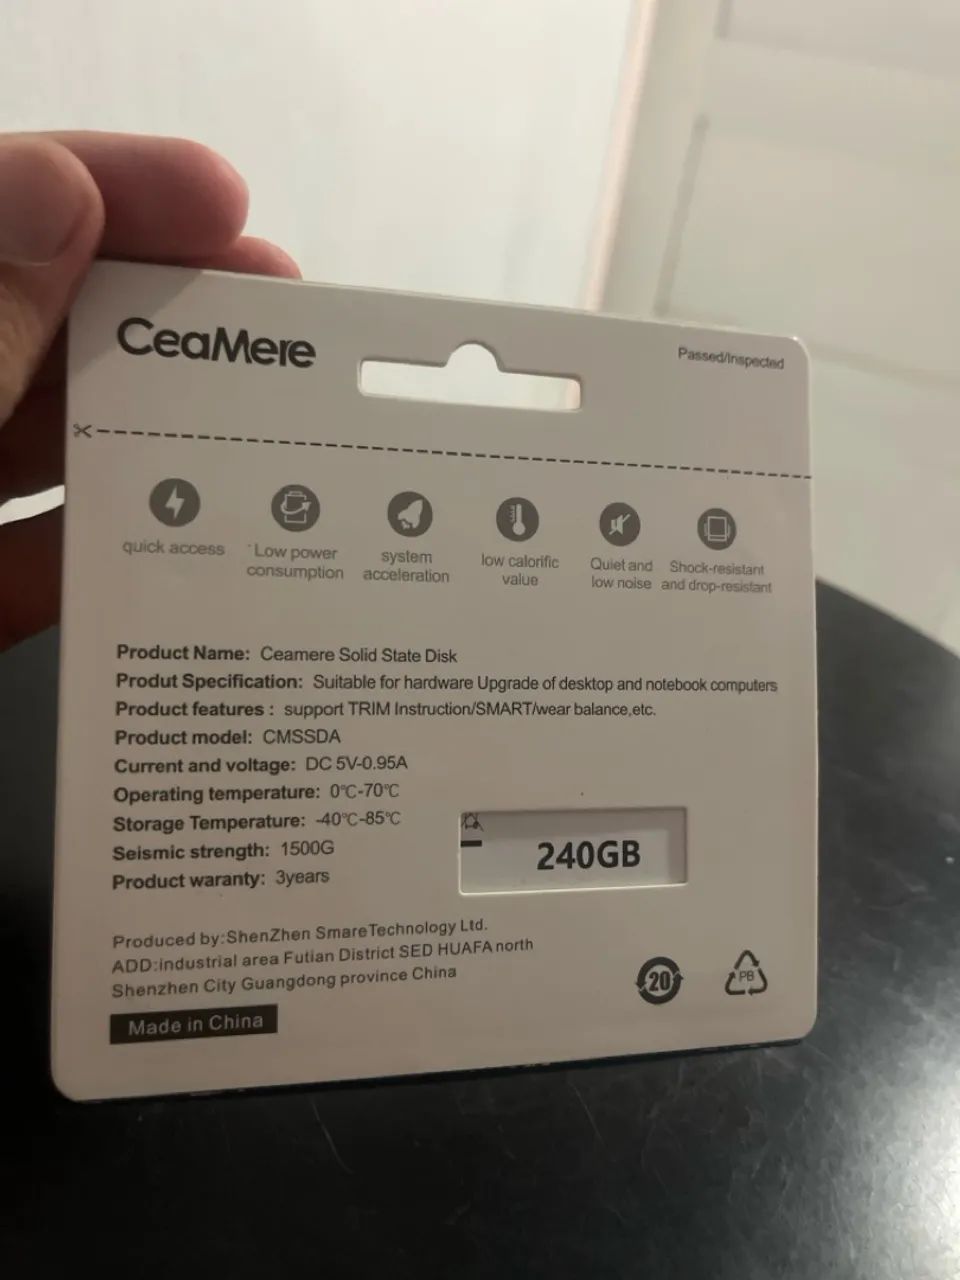 CeaMere
Passed/Inspected
quick access
Low power
consumption
system
acceleration
low calorific
value
Quiet and
low noise
Shock-resistant
and drop-resistant
Product Name: Ceamere Solid State Disk
Produt Specification: Suitable for hardware Upgrade of desktop and notebook computers
Product features : support TRIM Instruction/SMART/wear balance,etc.
Product model: CMSSDA
Current and voltage: DC 5V-0.95A
Operating temperature: 0℃-70℃
Storage Temperature: -40℃-85℃
Seismic strength: 1500G
Product waranty: 3years
240GB
Produced by:ShenZhen SmareTechnology Ltd.
ADD:industrial area Futian District SED HUAFA north
Shenzhen City Guangdong province China
Made in China
20
PB